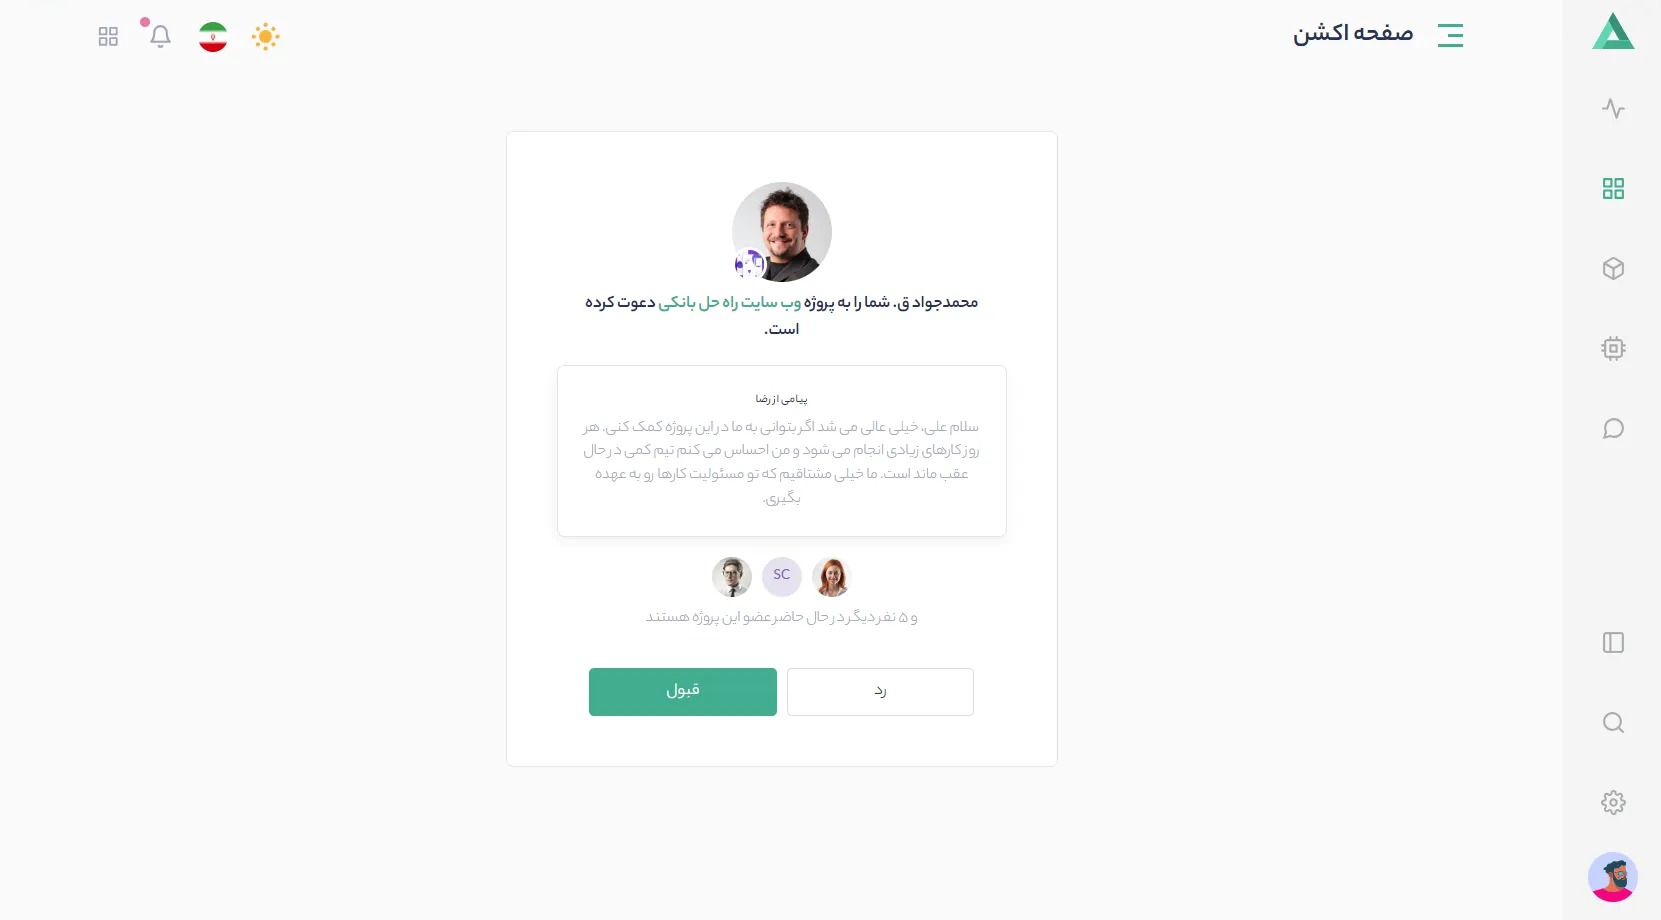 صفحه اکشن
محمدجواد ق. شما را به پروژه وب سایت راه حل بانکی دعوت کرده
است.
پیامی از رضا
سلام علی، خیلی عالی می شد اگر بتوانی به ما در این پروژه کمک کنی. هر
روز کارهای زیادی انجام می شود و من احساس می کنم تیم کمی در حال
عقب ماند است. ما خیلی مشتاقیم که تو مسئولیت کارها رو به عهده
بگیری.
SC
و ۵ نفر دیگر در حال حاضر عضو این پروژه هستند
رد
قبول